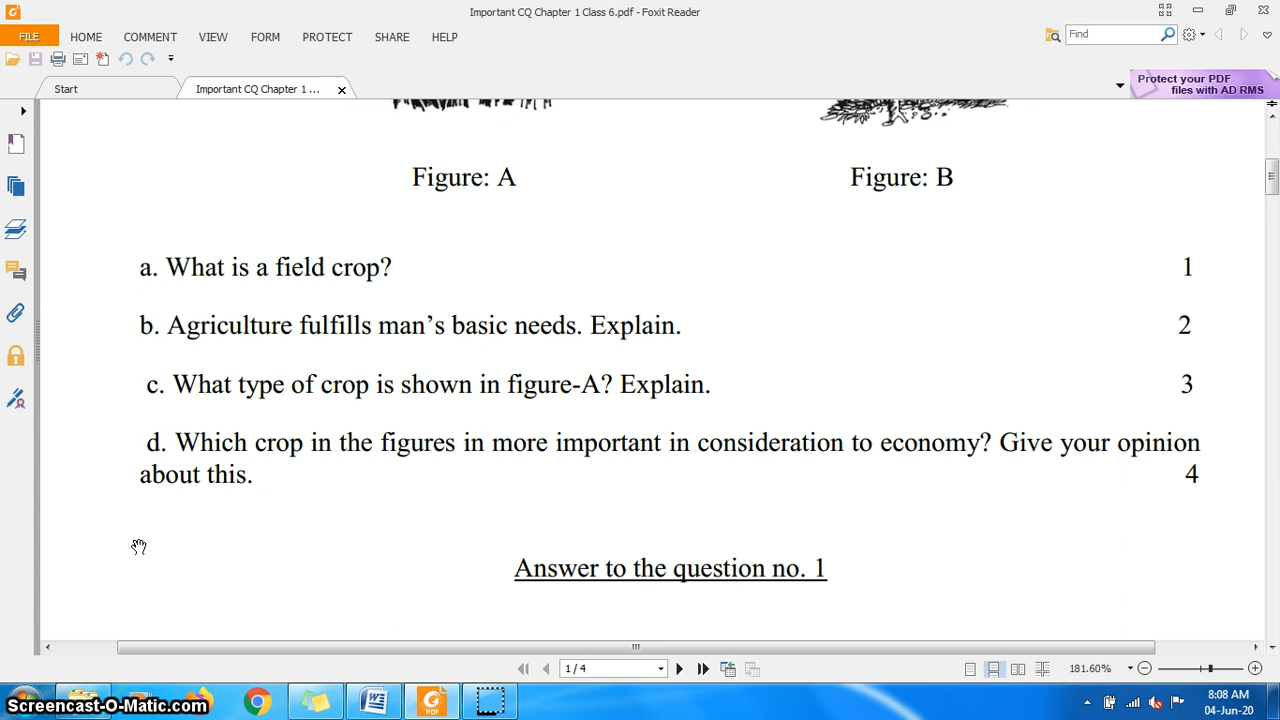 Important CQ Chapter 1 Class 6.pdf - Foxit Reader
FILE HOME COMMENT VIEW FORM PROTECT SHARE HELP
Find
Start
Important CQ Chapter 1 ...
Protect your PDF
files with AD RMS
Figure: A
Figure: B
a. What is a field crop? 1
b. Agriculture fulfills man’s basic needs. Explain. 2
c. What type of crop is shown in figure-A? Explain. 3
d. Which crop in the figures in more important in consideration to economy? Give your opinion
about this. 4
Answer to the question no. 1
1 / 4
181.60%
PDF
Screencast-O-Matic.com
8:08 AM
04-Jun-20